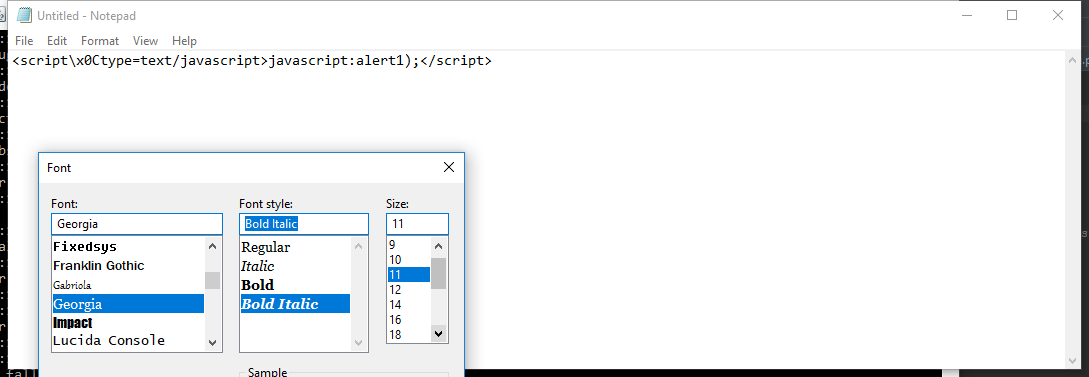 Untitled - Notepad
File Edit Format View Help
<script\x0Ctype=text/javascript>javascript:alert1);</script>
Font
Font: Font style: Size:
Georgia Bold Italic 11
Fixedsys Regular 9
Franklin Gothic Italic 10
Gabriola Bold 11
Georgia Bold Italic 12
Impact 14
Lucida Console 16
18
Sample